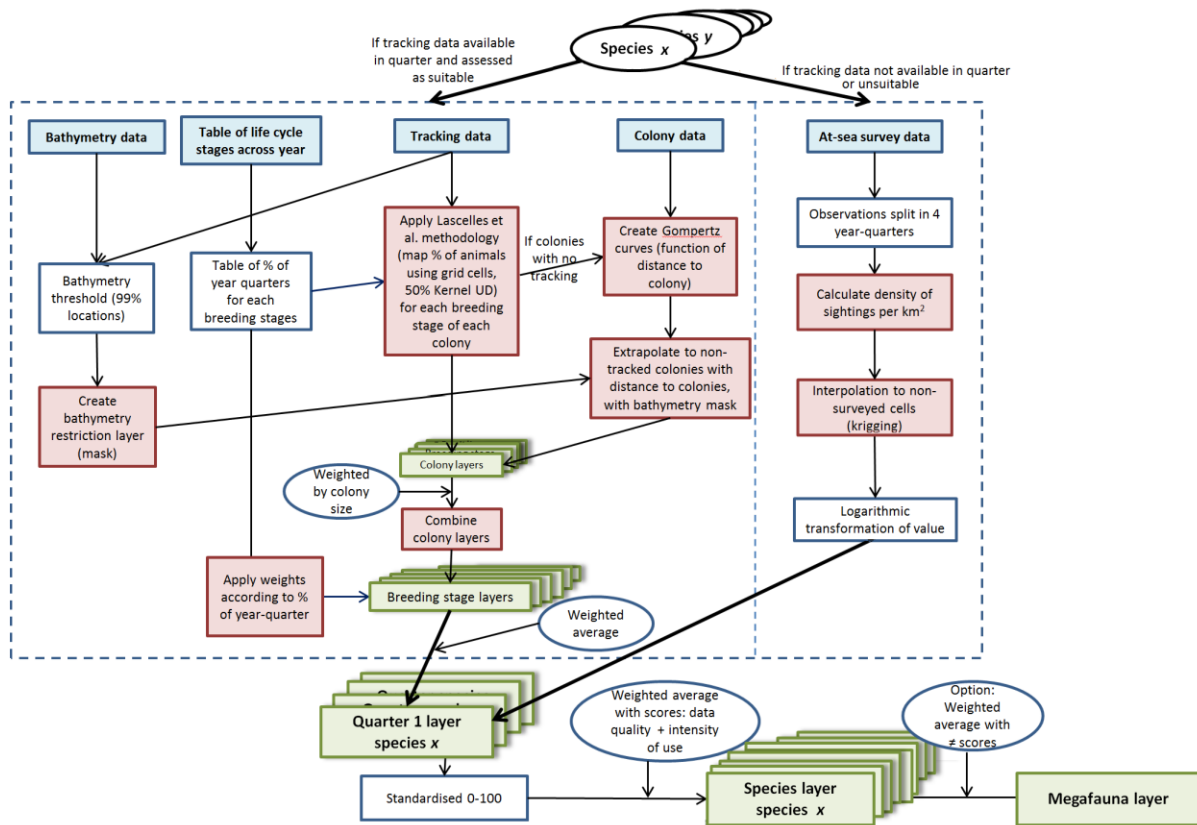 If tracking data available
in quarter and assessed
as suitable
Species x
y
If tracking data not available in quarter
or unsuitable
Bathymetry data
Table of life cycle
stages across year
Tracking data
Colony data
At-sea survey data
Observations split in 4
year-quarters
Apply Lascelles
et al. methodology
(map % of animals
using grid cells,
50% Kernel UD)
for each breeding
stage of each
colony
If colonies
with no
tracking
Create Gompertz
curves (function of
distance to
colony)
Bathymetry
threshold (99%
locations)
Table of % of
year quarters
for each
breeding stages
Calculate density of
sightings per km²
Extrapolate to non-
tracked colonies with
distance to colonies,
with bathymetry mask
Create
bathymetry
restriction layer
(mask)
Interpolation to non-
surveyed cells
(krigging)
Colony layers
Weighted
by colony
size
Combine
colony layers
Logarithmic
transformation of value
Apply weights
according to %
of year-quarter
Breeding stage layers
Weighted
average
Quarter 1 layer
species x
Weighted average
with scores: data
quality + intensity
of use
Option:
Weighted
average with
≠ scores
Standardised 0-100
Species layer
species x
Megafauna layer